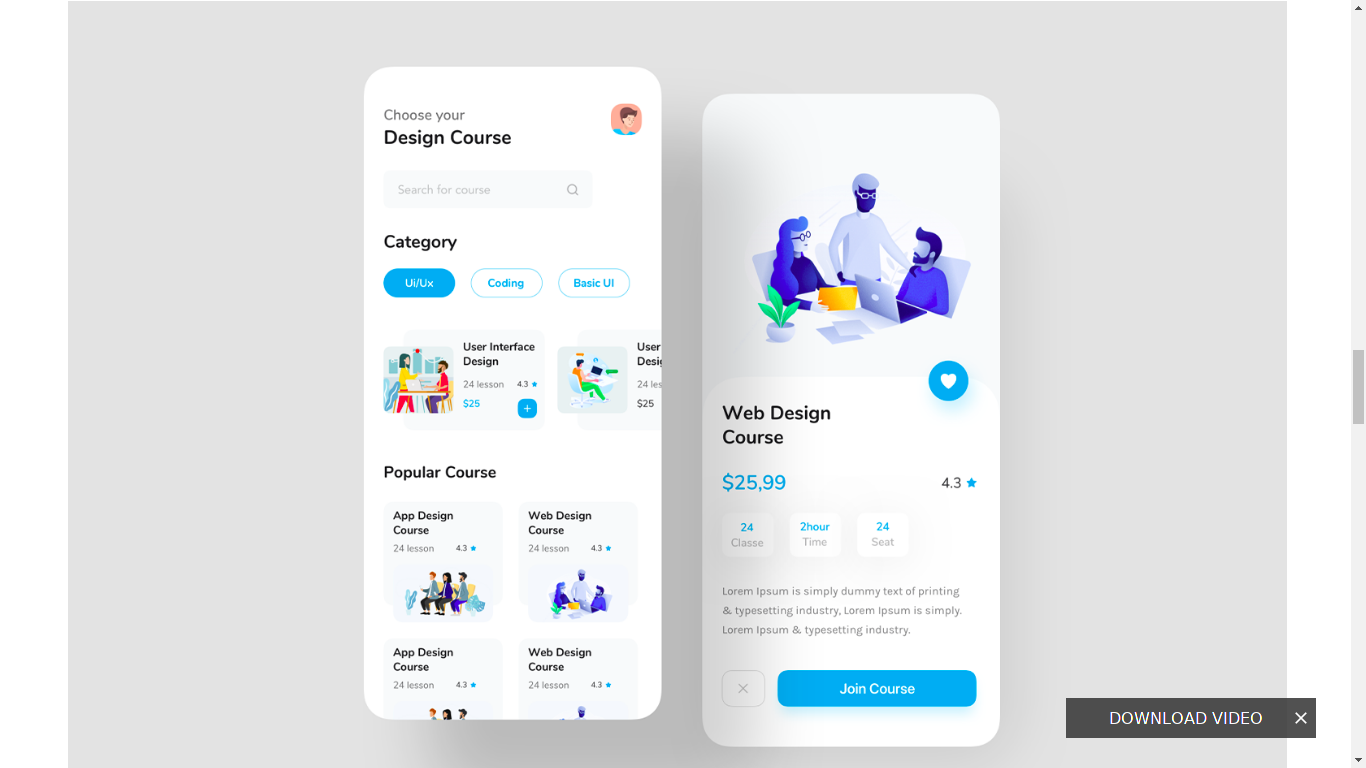 Choose your
Design Course
Search for course
Category
Ui/Ux
Coding
Basic UI
User Interface
Design
24 lesson 4.3
$25
+
User
24 lesson
$25
Popular Course
App Design
Course
24 lesson 4.3
Web Design
Course
24 lesson 4.3
App Design
Course
24 lesson 4.3
Web Design
Course
24 lesson 4.3
Web Design
Course
$25,99
4.3
24
Classe
2hour
Time
24
Seat
Lorem Ipsum is simply dummy text of printing
& typesetting industry, Lorem Ipsum is simply.
Lorem Ipsum & typesetting industry.
Join Course
DOWNLOAD VIDEO